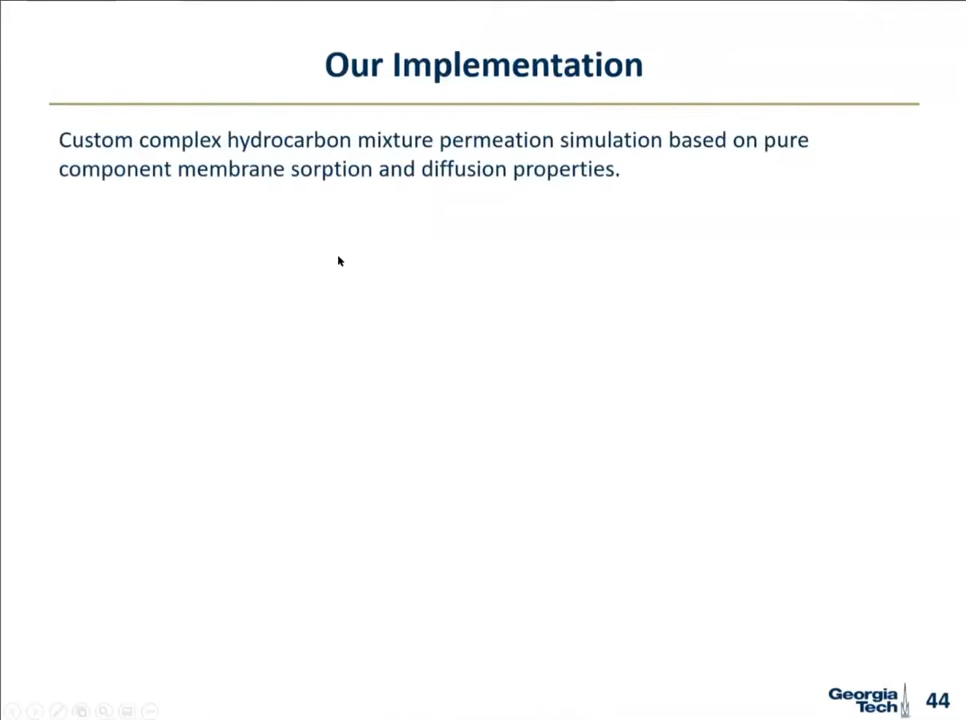 Our Implementation
Custom complex hydrocarbon mixture permeation simulation based on pure
component membrane sorption and diffusion properties.
Georgia
Tech
44